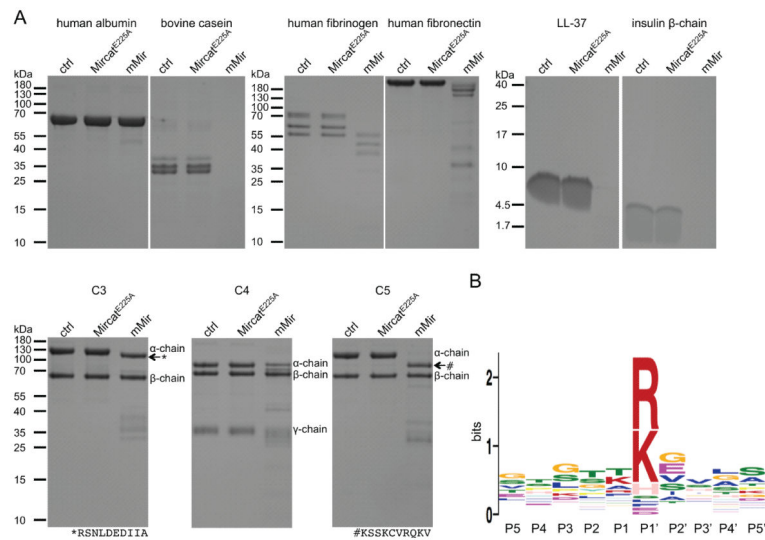 A
human albumin bovine casein human fibrinogen human fibronectin LL-37 insulin β-chain
ctrl MircatE225A mMir ctrl MircatE225A mMir ctrl MircatE225A mMir ctrl MircatE225A mMir ctrl MircatE225A mMir ctrl MircatE225A mMir
kDa
180
130
100
70
55
40
35
25
15
10
kDa
180
130
100
70
55
40
35
25
15
10
kDa
40
25
17
10
4.5
1.7
C3 C4 C5
ctrl MircatE225A mMir ctrl MircatE225A mMir ctrl MircatE225A mMir
kDa
180
130
100
70
55
40
35
25
15
10
α-chain
*
β-chain
α-chain
β-chain
γ-chain
α-chain
#
β-chain
*RSNLDEDIIA
#KSSKCVRQKV
B
bits
2
1
0
R
K
P5 P4 P3 P2 P1 P1' P2' P3' P4' P5'